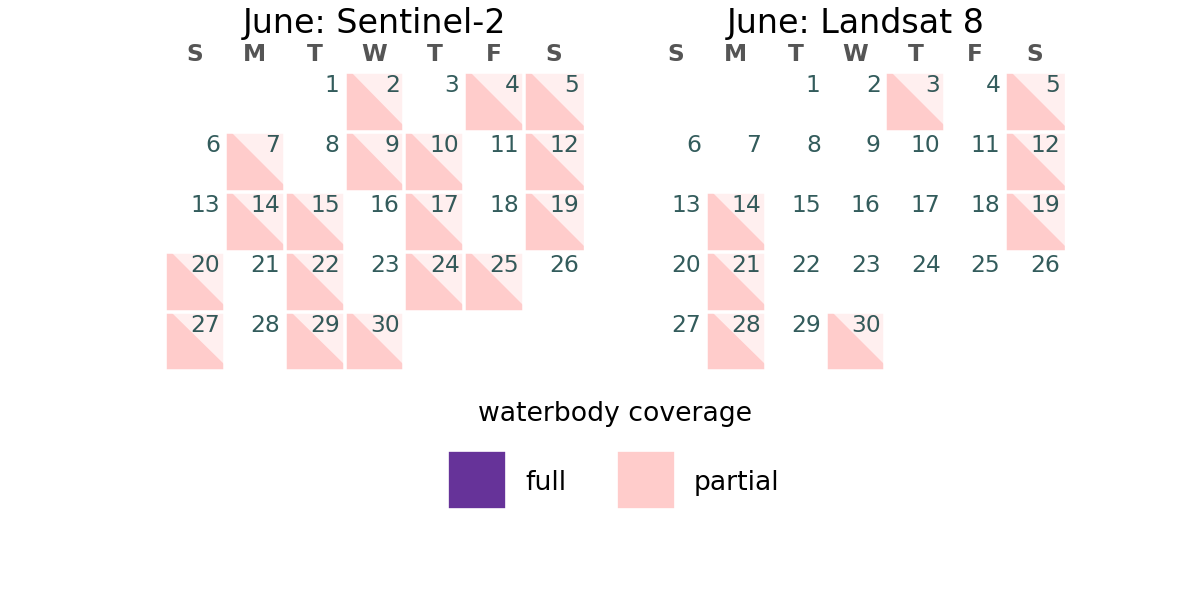 June: Sentinel-2
S M T W T F S
1 2 3 4 5
6 7 8 9 10 11 12
13 14 15 16 17 18 19
20 21 22 23 24 25 26
27 28 29 30
June: Landsat 8
S M T W T F S
1 2 3 4 5
6 7 8 9 10 11 12
13 14 15 16 17 18 19
20 21 22 23 24 25 26
27 28 29 30
waterbody coverage
full partial